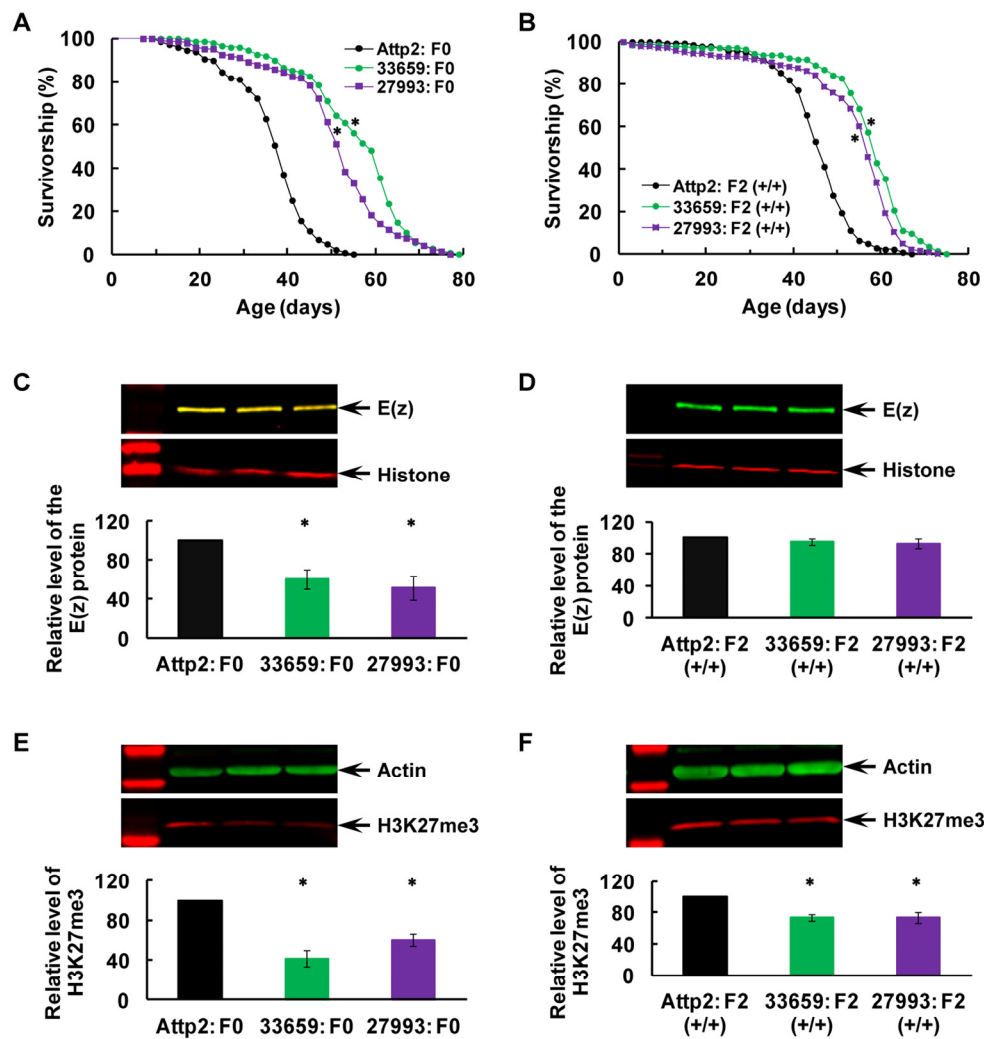 A
Survivorship (%)
100
80
60
40
20
0
Attp2: F0
33659: F0
27993: F0
*
*
0
20
40
60
80
Age (days)
B
Survivorship (%)
100
80
60
40
20
0
*
*
Attp2: F2 (+/+)
33659: F2 (+/+)
27993: F2 (+/+)
0
20
40
60
80
Age (days)
C
E(z)
Histone
Relative level of the
E(z) protein
120
80
40
0
*
*
Attp2: F0
33659: F0
27993: F0
D
E(z)
Histone
Relative level of the
E(z) protein
120
80
40
0
Attp2: F2
(+/+)
33659: F2
(+/+)
27993: F2
(+/+)
E
Actin
H3K27me3
Relative level of
H3K27me3
120
80
40
0
*
*
Attp2: F0
33659: F0
27993: F0
F
Actin
H3K27me3
Relative level of
H3K27me3
120
80
40
0
*
*
Attp2: F2
(+/+)
33659: F2
(+/+)
27993: F2
(+/+)